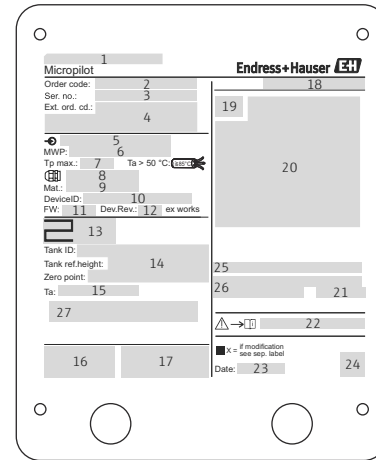 1
Micropilot
Endress+Hauser EH
Order code: 2
Ser. no.: 3
Ext. ord. cd.:
4
5
MWP: 6
Tp max.: 7 Ta > 50 °C:
8
Mat.: 9
DeviceID: 10
FW: 11 Dev.Rev.: 12 ex works
13
Tank ID:
Tank ref.height: 14
Zero point:
Ta: 15
27
16 17
18
19
20
25
26 21
22
X = if modification
see sep. label
Date: 23
24